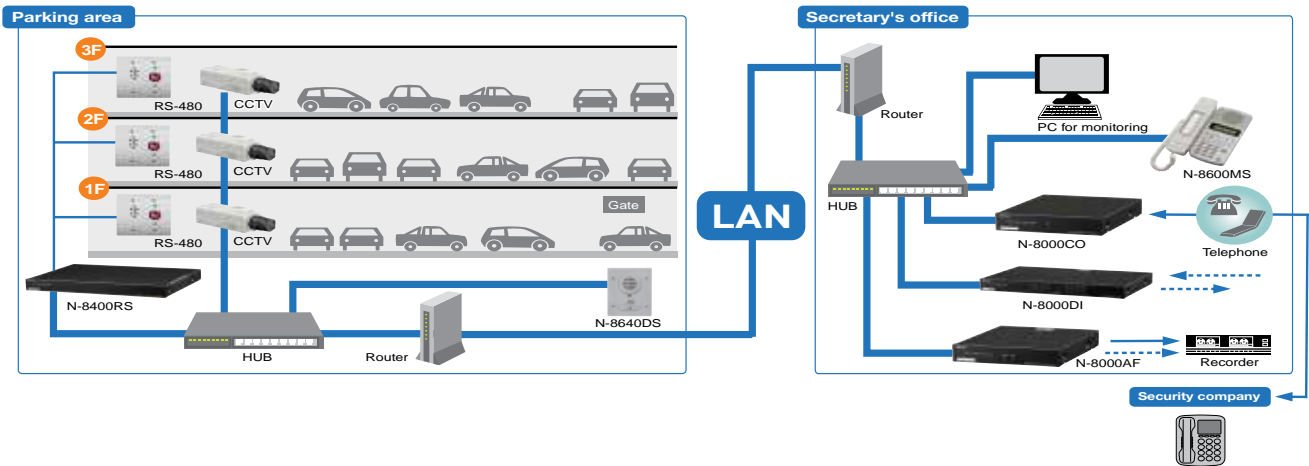 Parking area
3F
RS-480
CCTV
2F
RS-480
CCTV
1F
RS-480
CCTV
Gate
N-8400RS
HUB
Router
N-8640DS
LAN
Secretary's office
Router
PC for monitoring
N-8600MS
HUB
N-8000CO
Telephone
N-8000DI
N-8000AF
Recorder
Security company